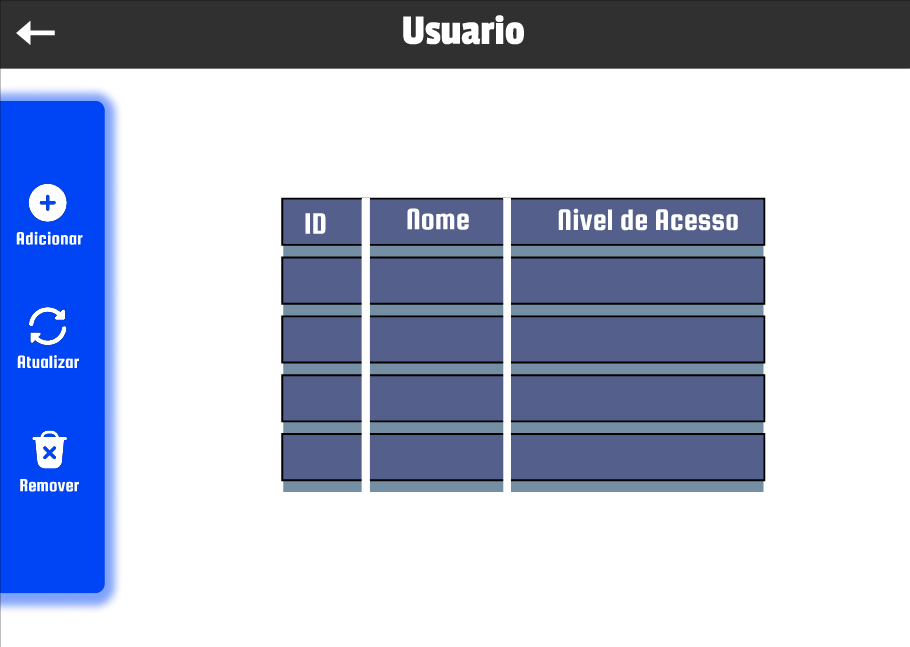 Usuario
Adicionar
Atualizar
Remover
ID
Nome
Nivel de Acesso